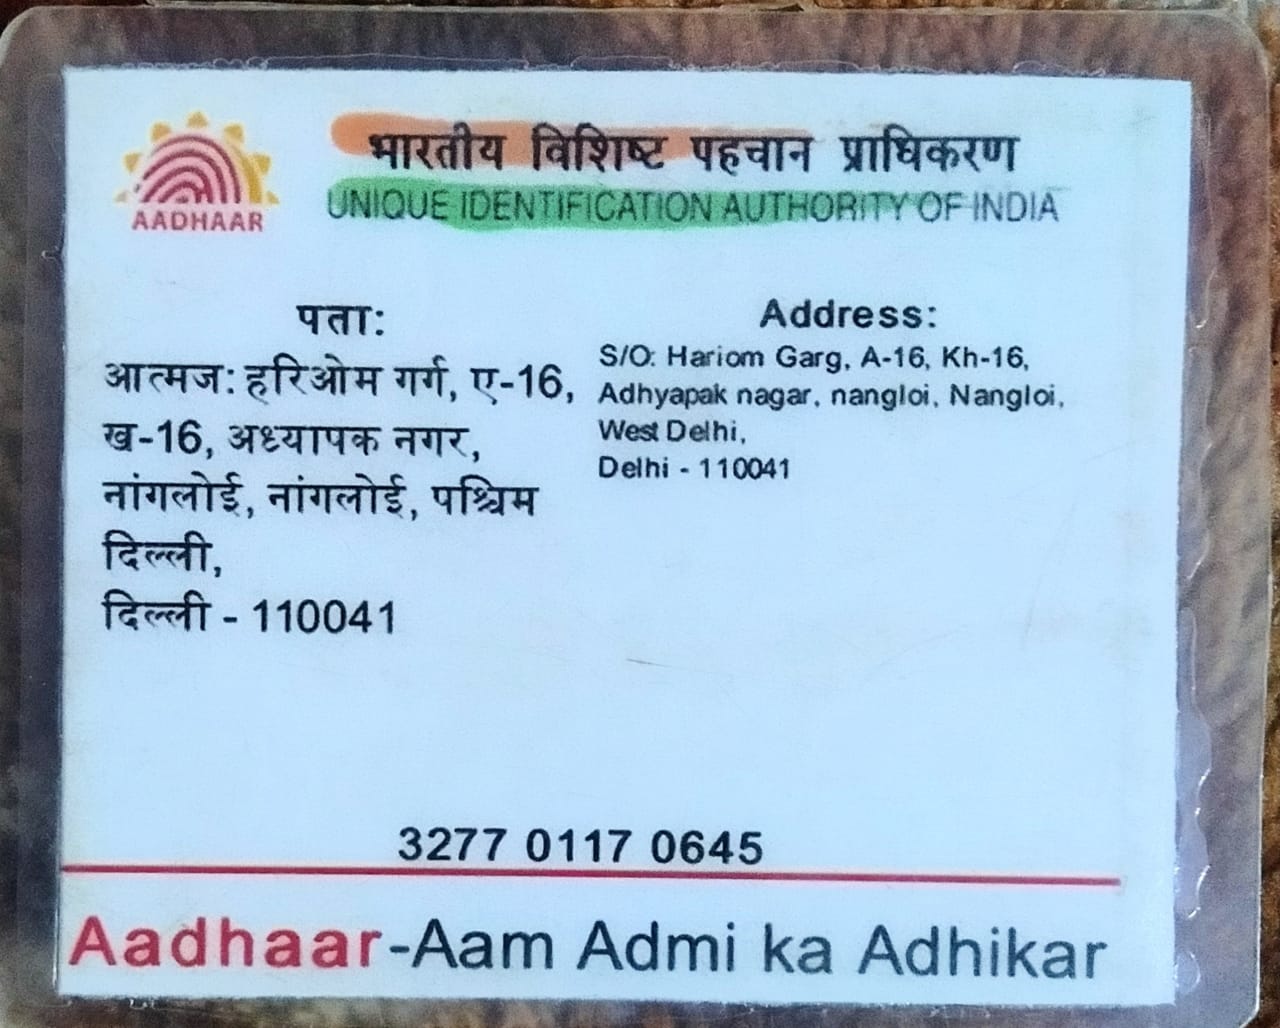 AADHAAR
भारतीय विशिष्ट पहचान प्राधिकरण
UNIQUE IDENTIFICATION AUTHORITY OF INDIA
पता:
आत्मज: हरिओम गर्ग, ए-16,
ख-16, अध्यापक नगर,
नांगलोई, नांगलोई, पश्चिम
दिल्ली,
दिल्ली - 110041
Address:
S/O: Hariom Garg, A-16, Kh-16,
Adhyapak nagar, nangloi, Nangloi,
West Delhi,
Delhi - 110041
3277 0117 0645
Aadhaar-Aam Admi ka Adhikar